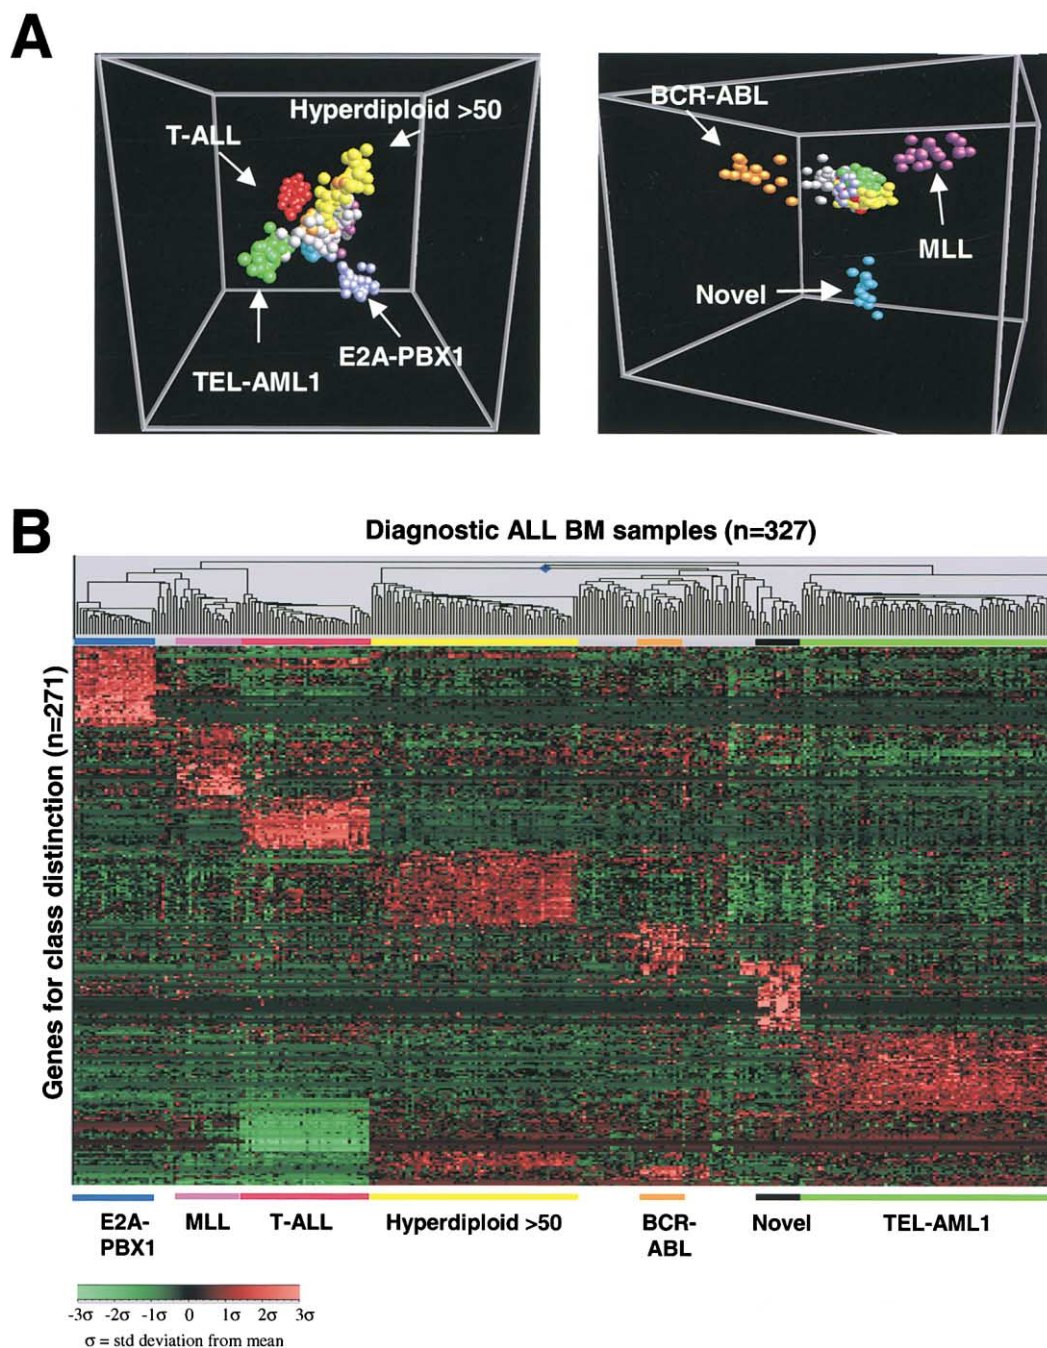 A
Hyperdiploid >50
T-ALL
TEL-AML1
E2A-PBX1
BCR-ABL
MLL
Novel
B
Diagnostic ALL BM samples (n=327)
Genes for class distinction (n=271)
E2A-
PBX1
MLL
T-ALL
Hyperdiploid >50
BCR-
ABL
Novel
TEL-AML1
-3σ -2σ -1σ 0 1σ 2σ 3σ
σ = std deviation from mean